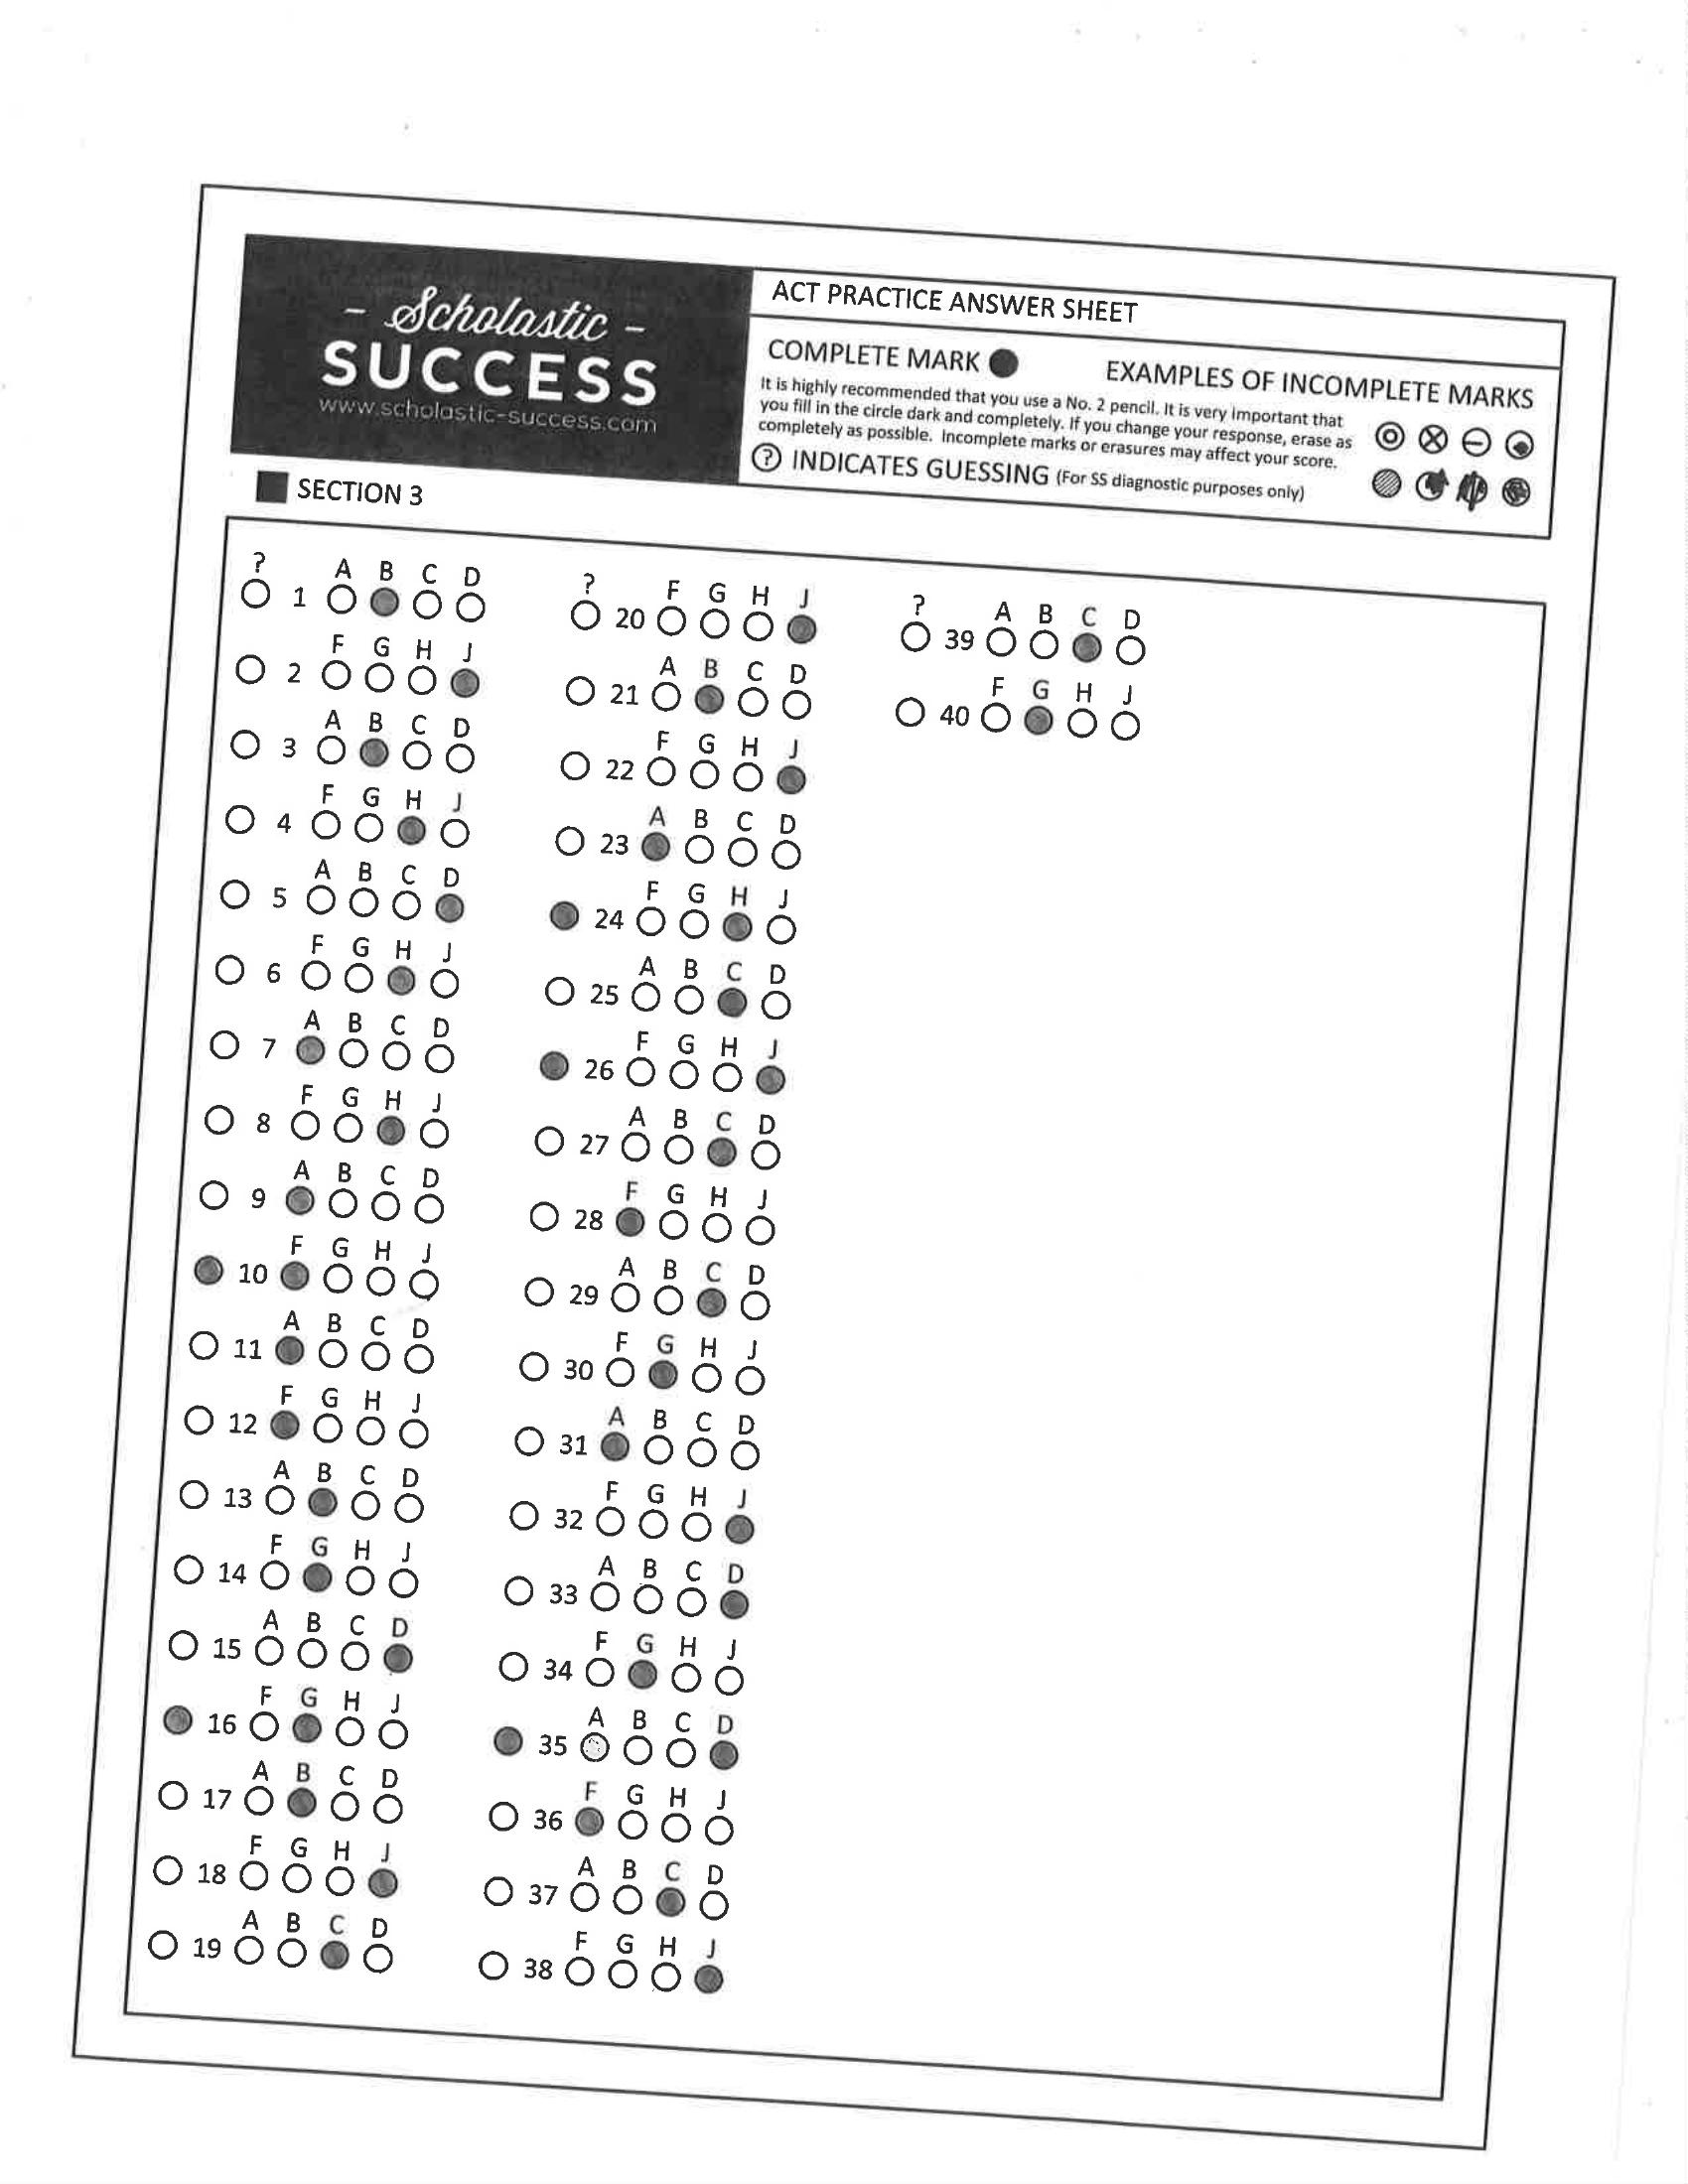 - Scholastic -
SUCCESS
www.scholastic-success.com
ACT PRACTICE ANSWER SHEET
COMPLETE MARK
EXAMPLES OF INCOMPLETE MARKS
It is highly recommended that you use a No. 2 pencil. It is very important that
you fill in the circle dark and completely. If you change your response, erase as
completely as possible. Incomplete marks or erasures may affect your score.
? INDICATES GUESSING (For SS diagnostic purposes only)
SECTION 3
? A B C D
1
F G H J
2
A B C D
3
F G H J
4
A B C D
5
F G H J
6
A B C D
7
F G H J
8
A B C D
9
F G H J
10
A B C D
11
F G H J
12
A B C D
13
F G H J
14
A B C D
15
F G H J
16
A B C D
17
F G H J
18
A B C D
19
? F G H J
20
A B C D
21
F G H J
22
A B C D
23
F G H J
24
A B C D
25
F G H J
26
A B C D
27
F G H J
28
A B C D
29
F G H J
30
A B C D
31
F G H J
32
A B C D
33
F G H J
34
A B C D
35
F G H J
36
A B C D
37
F G H J
38
? A B C D
39
F G H J
40